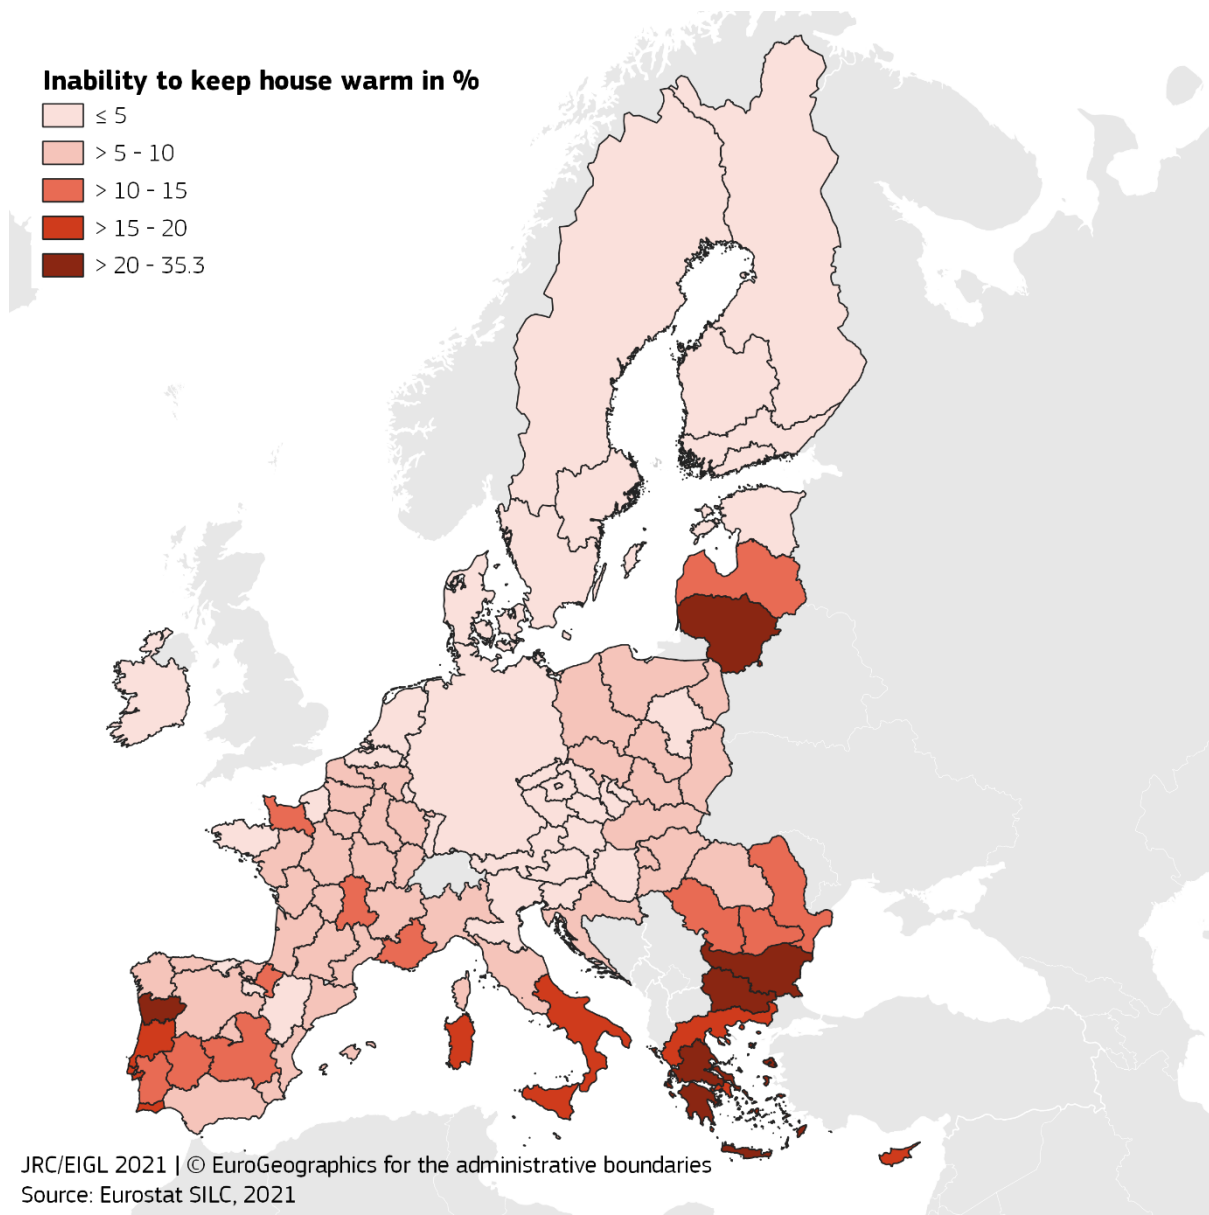 Inability to keep house warm in %
≤ 5
> 5 - 10
> 10 - 15
> 15 - 20
> 20 - 35.3
JRC/EIGL 2021 | © EuroGeographics for the administrative boundaries
Source: Eurostat SILC, 2021